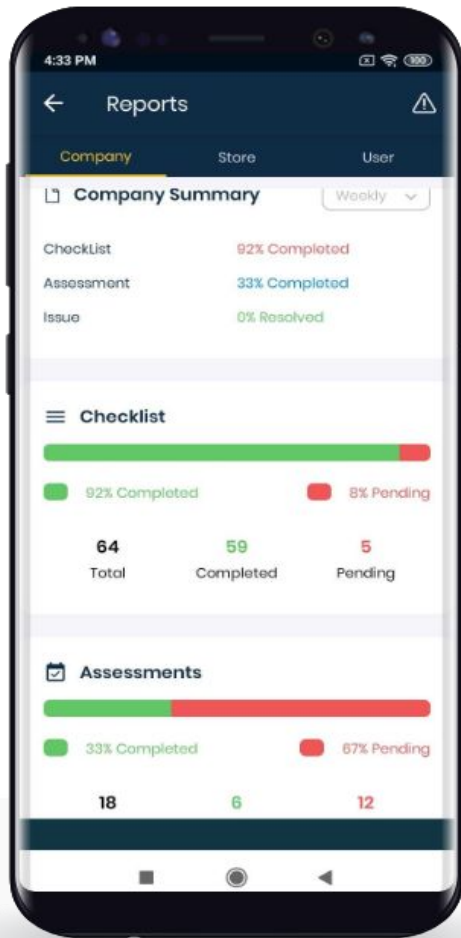 4:33 PM
100
Reports
Company Store User
Company Summary Weekly
CheckList 92% Completed
Assessment 33% Completed
Issue 0% Resolved
Checklist
92% Completed 8% Pending
64 59 5
Total Completed Pending
Assessments
33% Completed 67% Pending
18 6 12